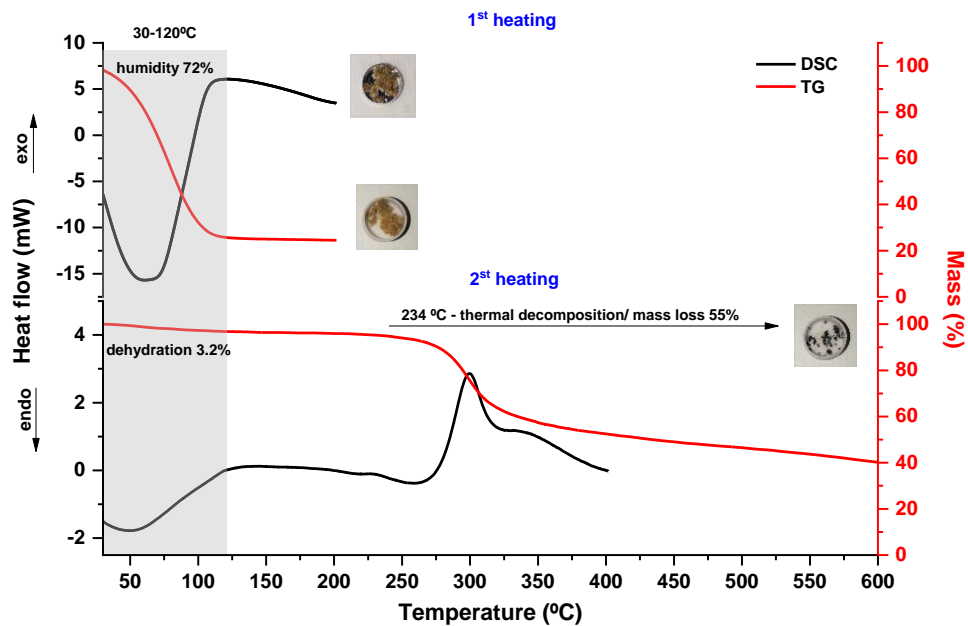 1st heating
30-120ºC
humidity 72%
DSC
TG
10
5
0
-5
-10
-15
100
80
60
40
20
0
exo
Heat flow (mW)
endo
Mass (%)
2st heating
234 ºC - thermal decomposition/ mass loss 55%
dehydration 3.2%
4
2
0
-2
100
80
60
40
20
0
50 100 150 200 250 300 350 400 450 500 550 600
Temperature (ºC)